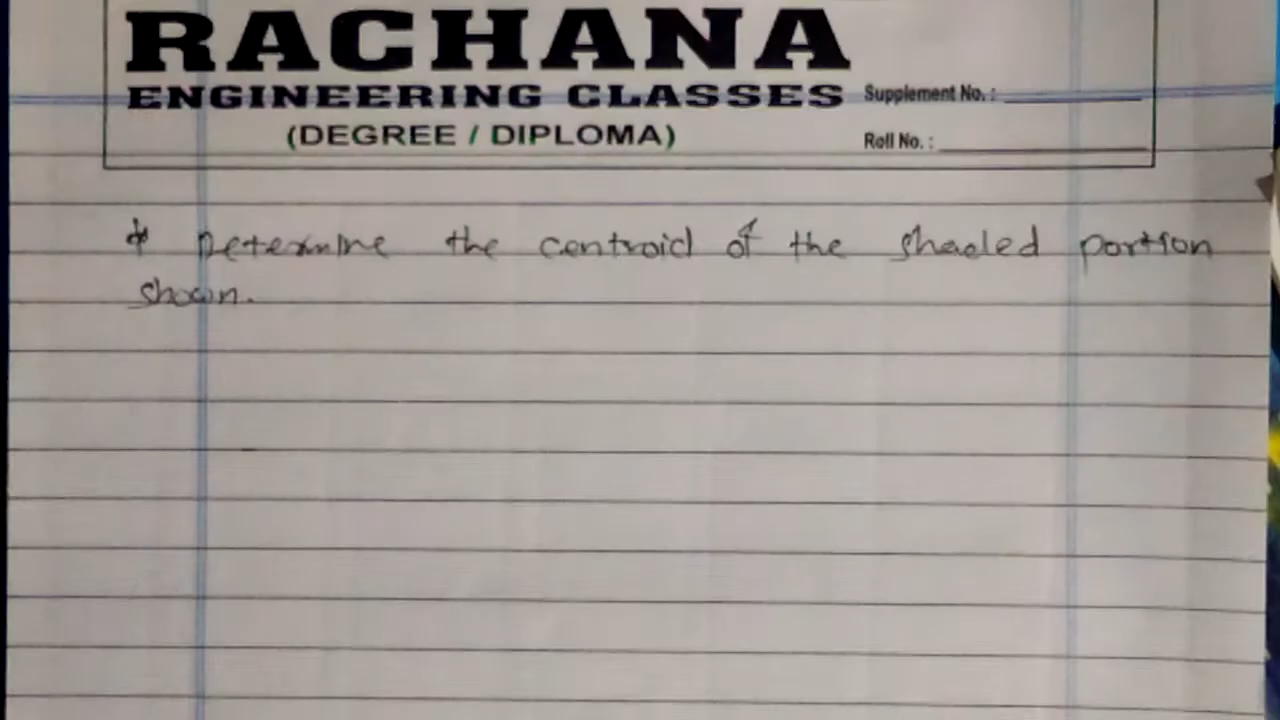 RACHANA
ENGINEERING CLASSES
(DEGREE / DIPLOMA)
Supplement No. :
Roll No. :
* Determine the centroid of the shaded portion
shown.